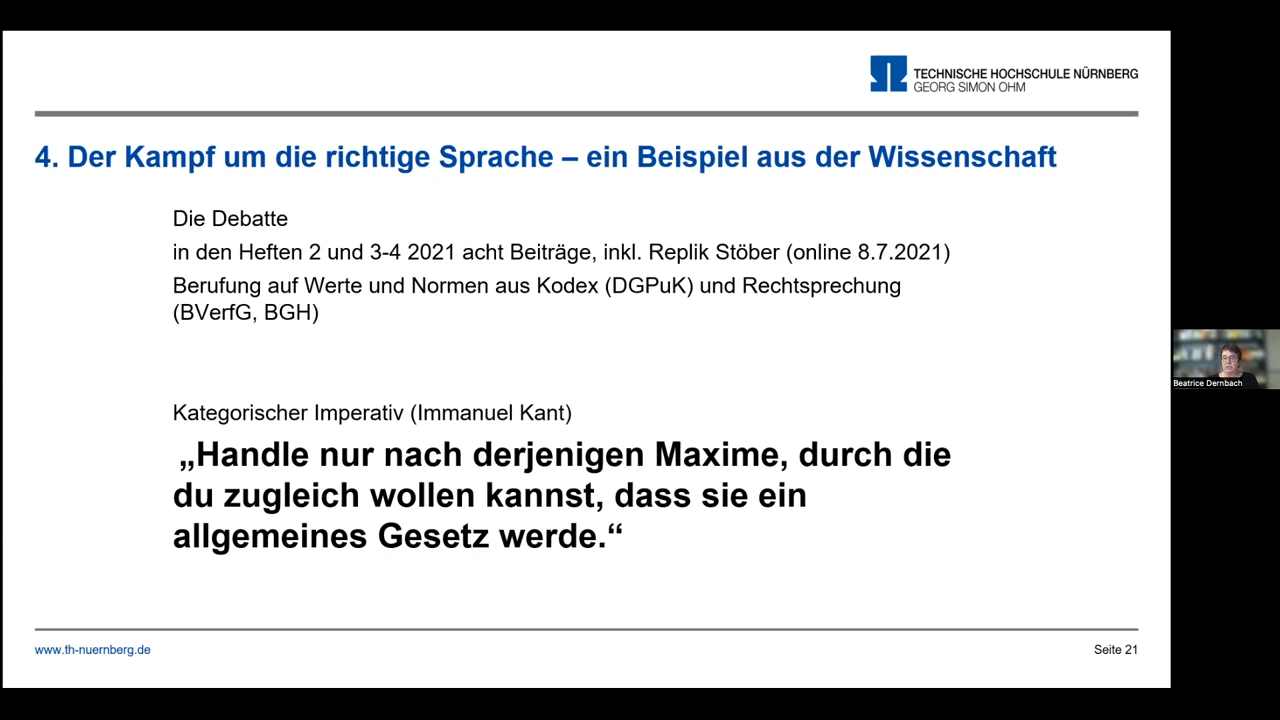 TECHNISCHE HOCHSCHULE NÜRNBERG
GEORG SIMON OHM
4. Der Kampf um die richtige Sprache – ein Beispiel aus der Wissenschaft
Die Debatte
in den Heften 2 und 3-4 2021 acht Beiträge, inkl. Replik Stöber (online 8.7.2021)
Berufung auf Werte und Normen aus Kodex (DGPuK) und Rechtsprechung
(BVerfG, BGH)
Kategorischer Imperativ (Immanuel Kant)
„Handle nur nach derjenigen Maxime, durch die
du zugleich wollen kannst, dass sie ein
allgemeines Gesetz werde.“
Beatrice Dernbach
www.th-nuernberg.de
Seite 21